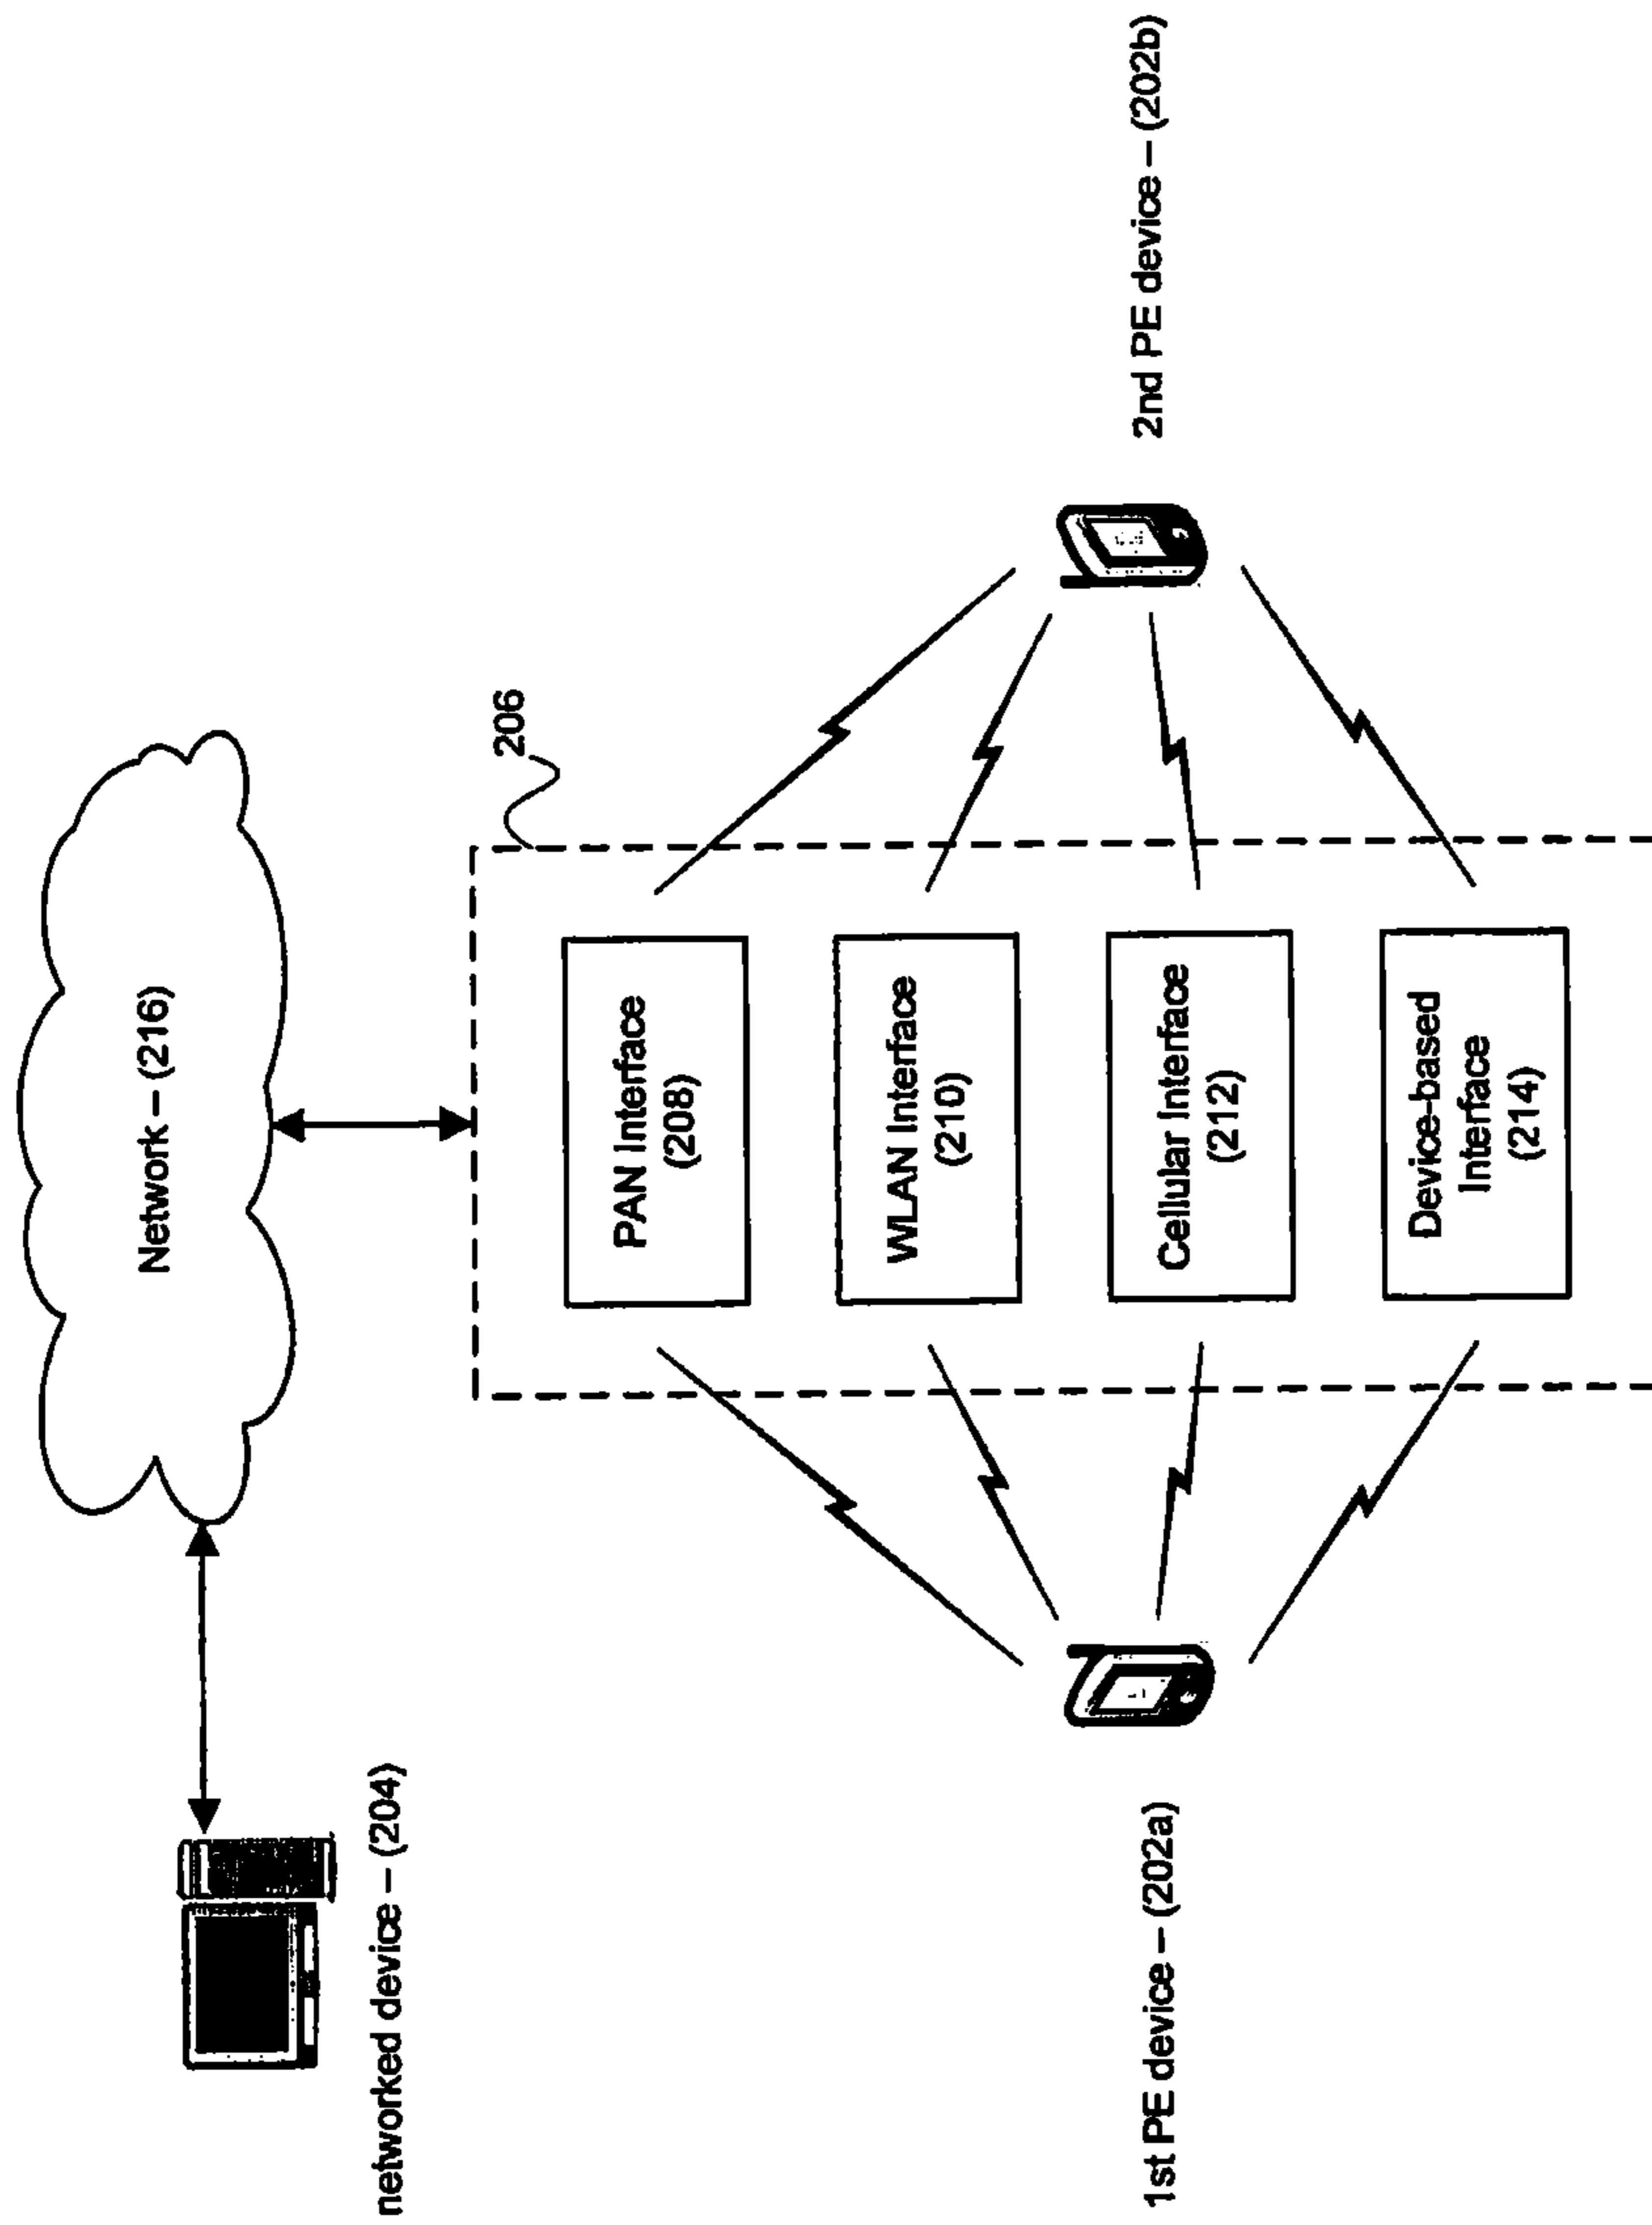 Network – (216)
networked device – (204)
206
PAN Interface
(208)
WLAN Interface
(210)
Cellular Interface
(212)
Device-based
Interface
(214)
1st PE device – (202a)
2nd PE device – (202b)